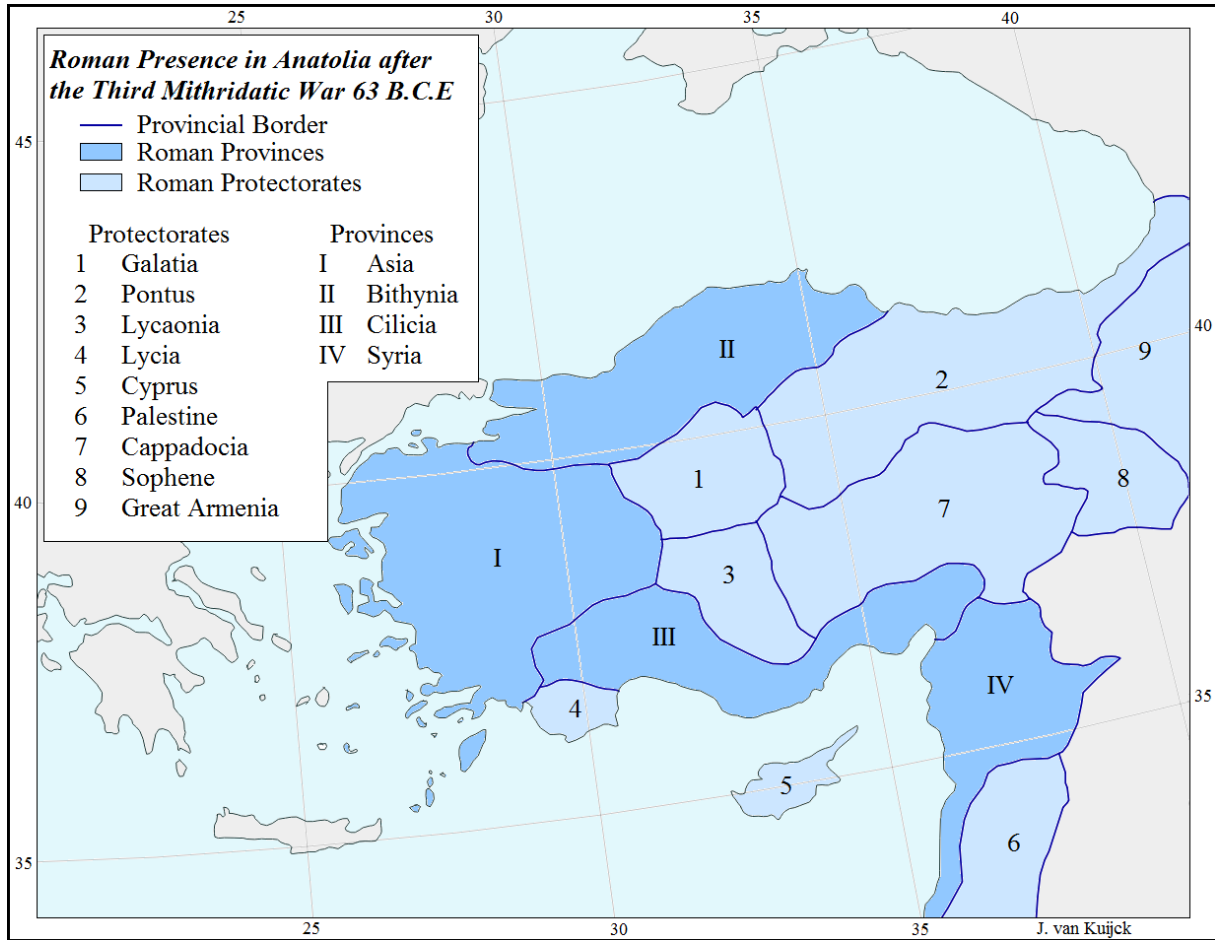 25 30 35 40
Roman Presence in Anatolia after
the Third Mithridatic War 63 B.C.E
Provincial Border
Roman Provinces
Roman Protectorates
Protectorates Provinces
1 Galatia I Asia
2 Pontus II Bithynia
3 Lycaonia III Cilicia
4 Lycia IV Syria
5 Cyprus
6 Palestine
7 Cappadocia
8 Sophene
9 Great Armenia
45
40
II
9
2
1
8
40
7
I
3
III
IV
4
35
5
6
35
25 30 35 J. van Kuijck